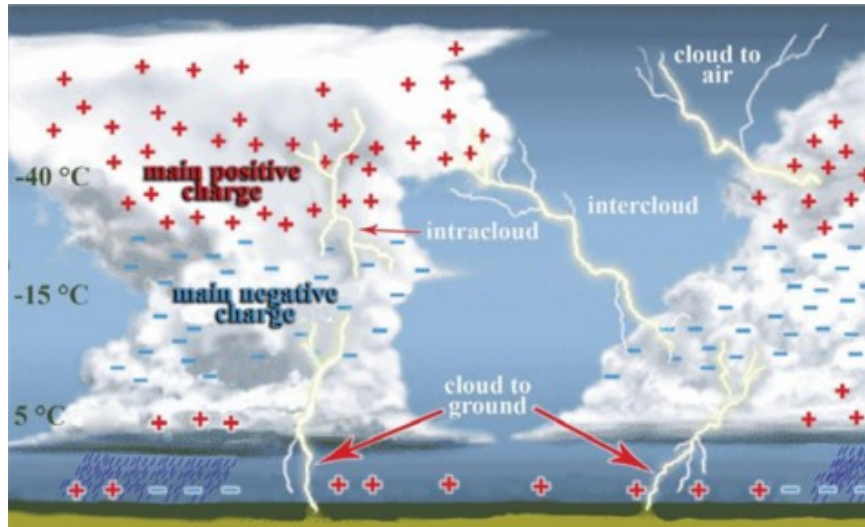 cloud to
air
-40 °C
main positive
charge
intercloud
intracloud
-15 °C
main negative
charge
cloud to
ground
5 °C